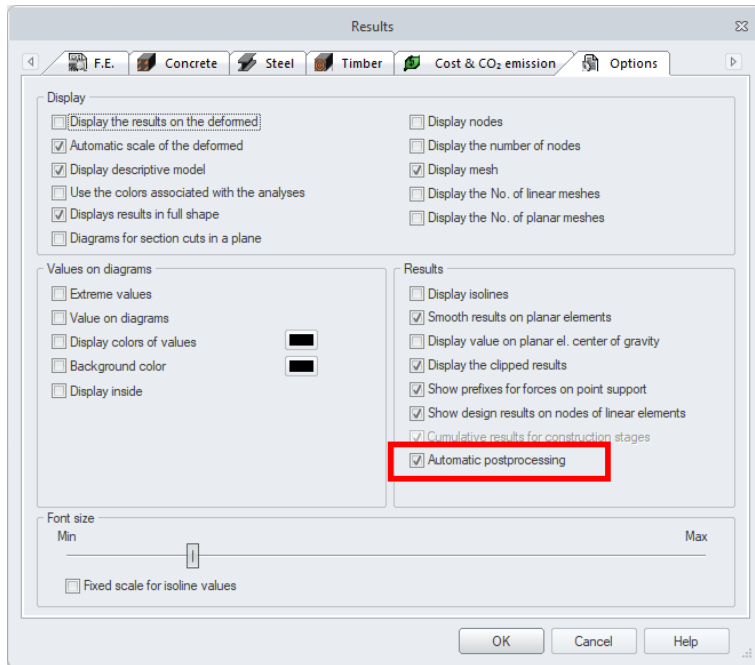 Results
F.E. Concrete Steel Timber Cost & CO₂ emission Options
Display
Display the results on the deformed
Automatic scale of the deformed
Display descriptive model
Use the colors associated with the analyses
Displays results in full shape
Diagrams for section cuts in a plane
Display nodes
Display the number of nodes
Display mesh
Display the No. of linear meshes
Display the No. of planar meshes
Values on diagrams
Extreme values
Value on diagrams
Display colors of values
Background color
Display inside
Results
Display isolines
Smooth results on planar elements
Display value on planar el. center of gravity
Display the clipped results
Show prefixes for forces on point support
Show design results on nodes of linear elements
Cumulative results for construction stages
Automatic postprocessing
Font size
Min Max
Fixed scale for isoline values
OK Cancel Help